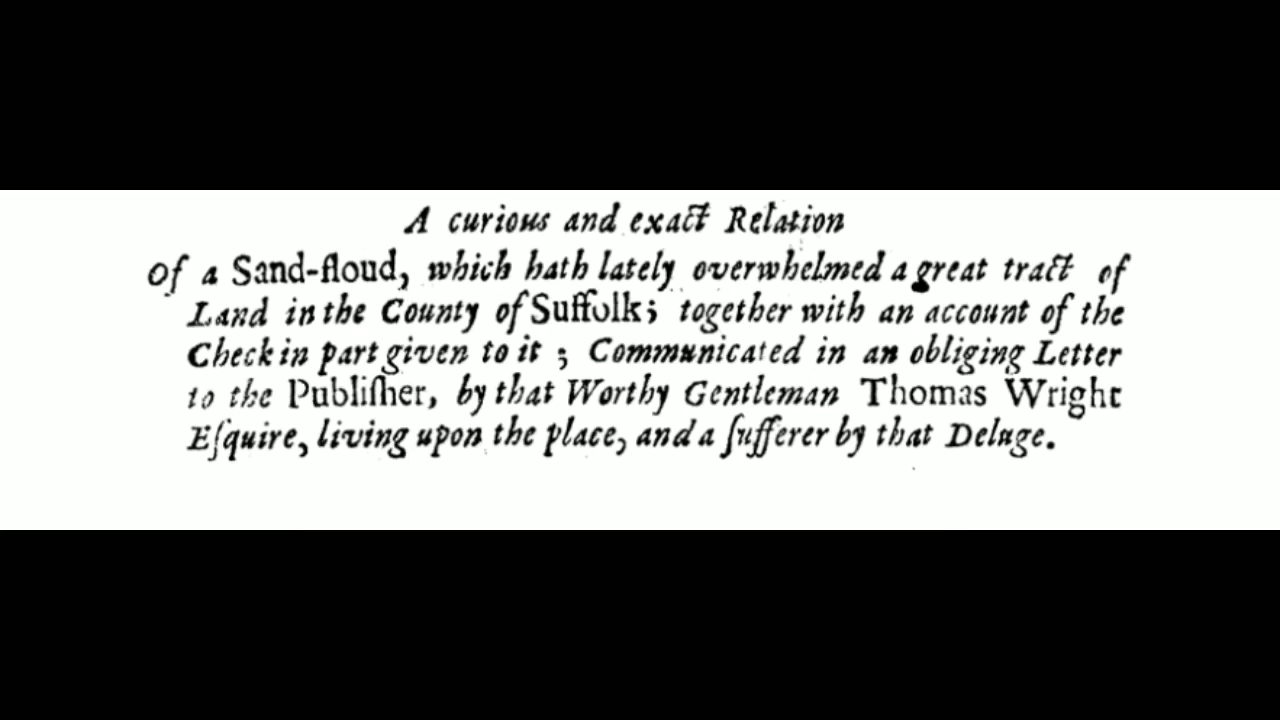 A curious and exact Relation
Of a Sand-floud, which hath lately overwhelmed a great tract of
Land in the County of Suffolk; together with an account of the
Check in part given to it ; Communicated in an obliging Letter
to the Publiſher, by that Worthy Gentleman Thomas Wright
Eſquire, living upon the place, and a ſufferer by that Deluge.